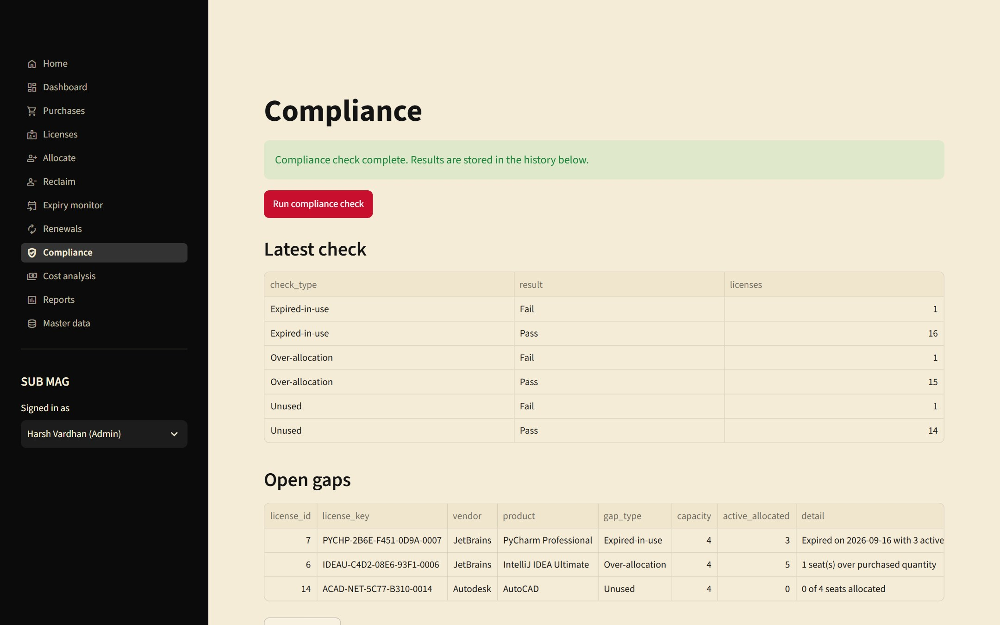 Home
Dashboard
Purchases
Licenses
Allocate
Reclaim
Expiry monitor
Renewals
Compliance
Cost analysis
Reports
Master data
SUB MAG
Signed in as
Harsh Vardhan (Admin)
Compliance
Compliance check complete. Results are stored in the history below.
Run compliance check
Latest check
check_type result licenses
Expired-in-use Fail 1
Expired-in-use Pass 16
Over-allocation Fail 1
Over-allocation Pass 15
Unused Fail 1
Unused Pass 14
Open gaps
license_id license_key vendor product gap_type capacity active_allocated detail
7 PYCHP-2B6E-F451-0D9A-0007 JetBrains PyCharm Professional Expired-in-use 4 3 Expired on 2026-09-16 with 3 active
6 IDEAU-C4D2-08E6-93F1-0006 JetBrains IntelliJ IDEA Ultimate Over-allocation 4 5 1 seat(s) over purchased quantity
14 ACAD-NET-5C77-B310-0014 Autodesk AutoCAD Unused 4 0 0 of 4 seats allocated